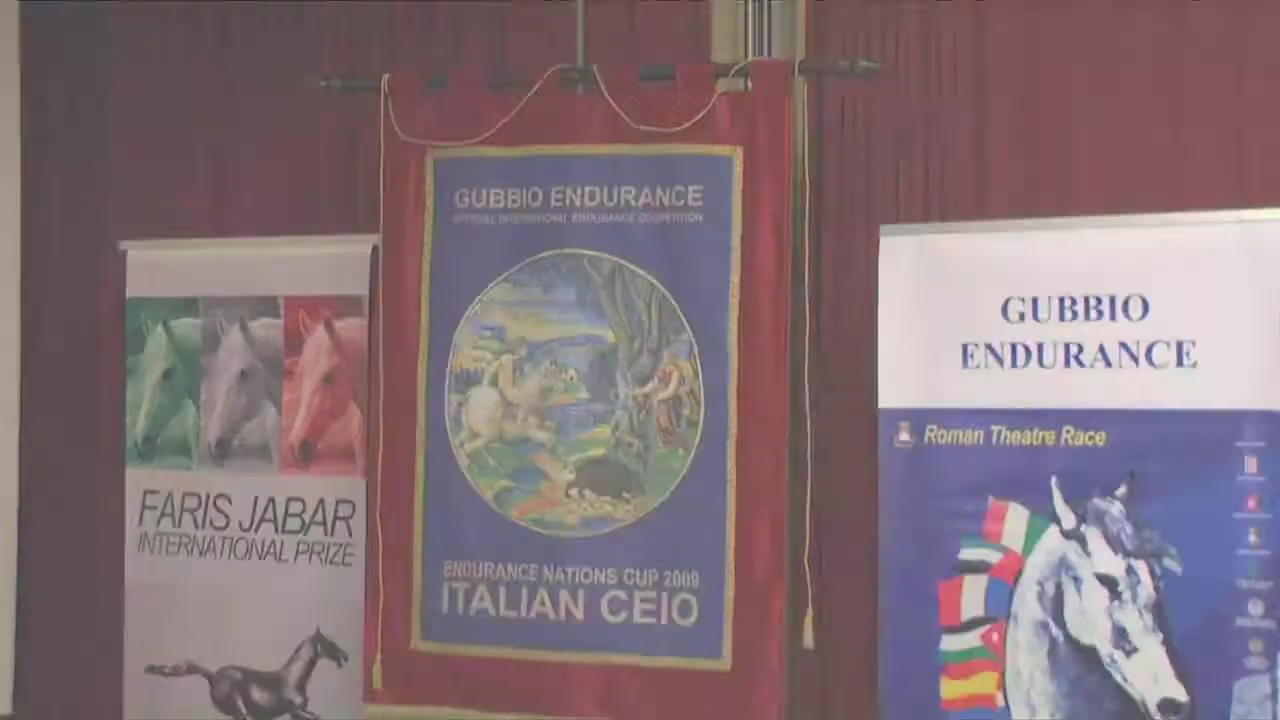 FARIS JABAR
INTERNATIONAL PRIZE
GUBBIO ENDURANCE
OFFICIAL INTERNATIONAL ENDURANCE COMPETITION
ENDURANCE NATIONS CUP 2009
ITALIAN CEIO
GUBBIO
ENDURANCE
Roman Theatre Race